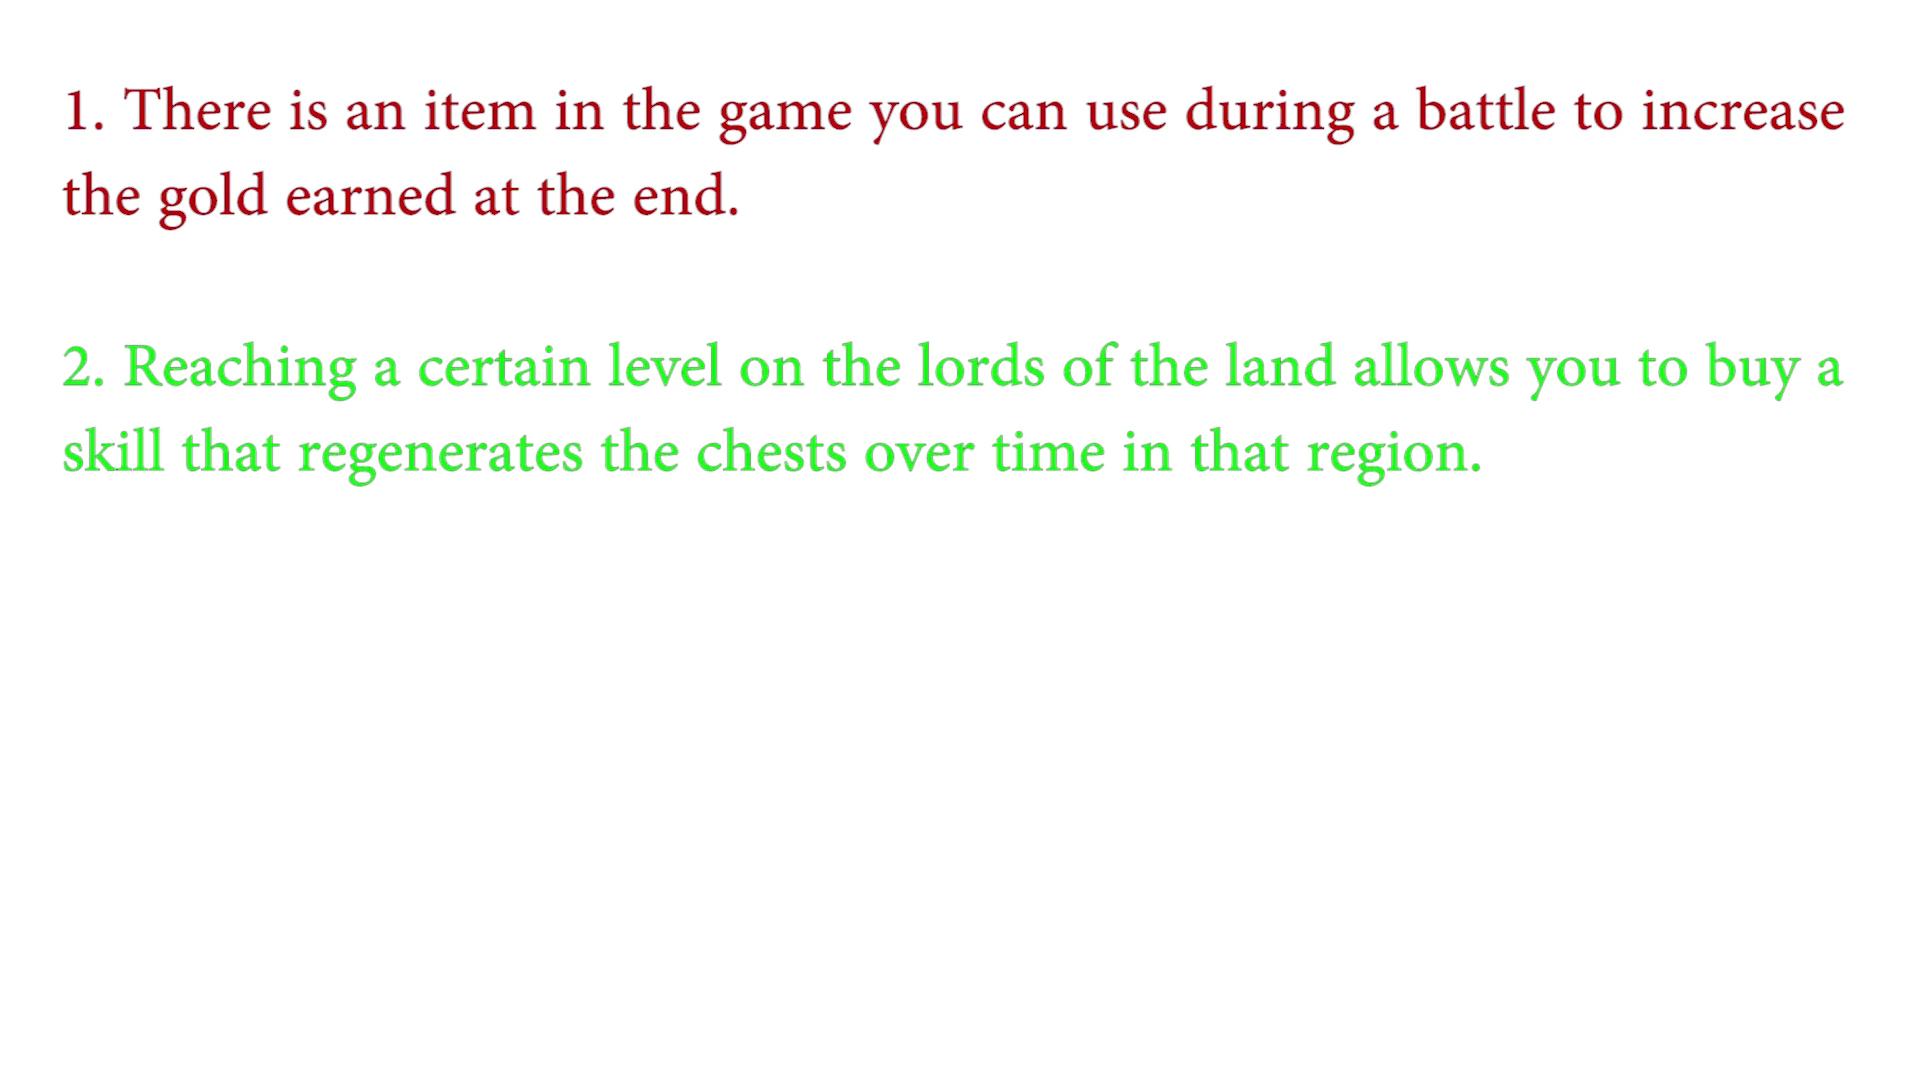 1. There is an item in the game you can use during a battle to increase
the gold earned at the end.
2. Reaching a certain level on the lords of the land allows you to buy a
skill that regenerates the chests over time in that region.